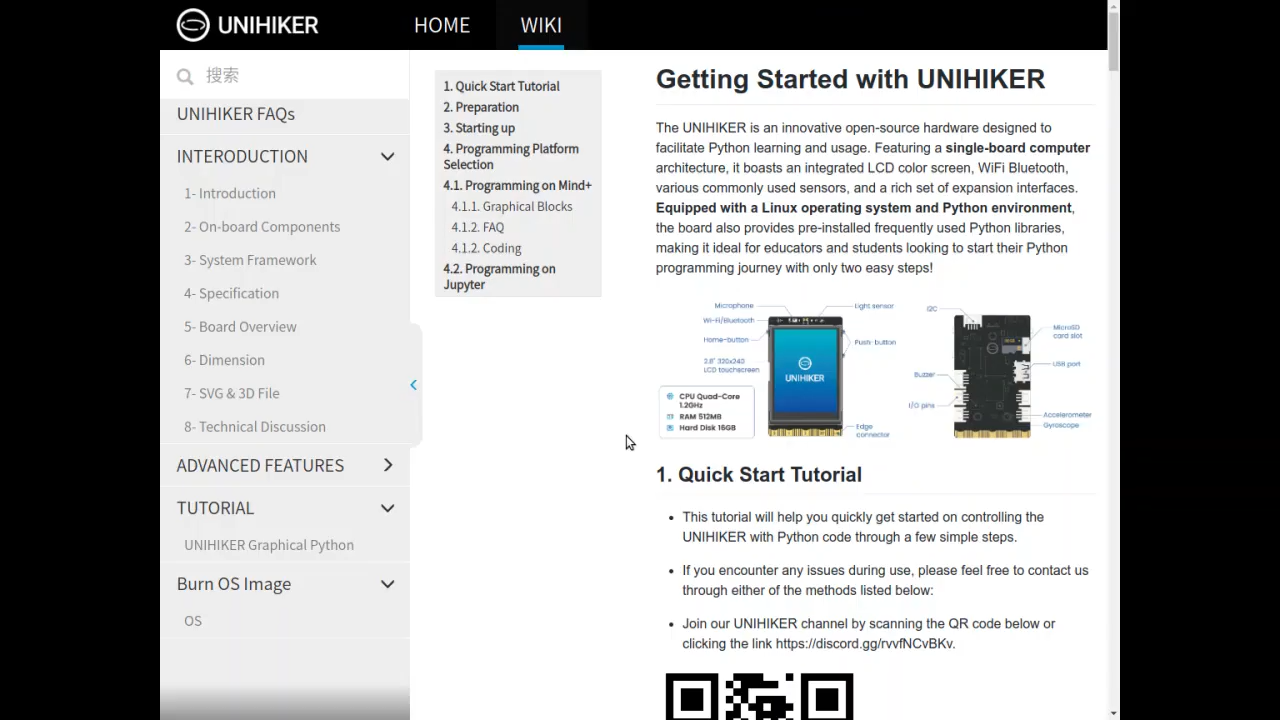 UNIHIKER
HOME
WIKI
搜索
UNIHIKER FAQs
INTERODUCTION
1- Introduction
2- On-board Components
3- System Framework
4- Specification
5- Board Overview
6- Dimension
7- SVG & 3D File
8- Technical Discussion
ADVANCED FEATURES
TUTORIAL
UNIHIKER Graphical Python
Burn OS Image
OS
1. Quick Start Tutorial
2. Preparation
3. Starting up
4. Programming Platform
Selection
4.1. Programming on Mind+
4.1.1. Graphical Blocks
4.1.2. FAQ
4.1.2. Coding
4.2. Programming on
Jupyter
Getting Started with UNIHIKER
The UNIHIKER is an innovative open-source hardware designed to
facilitate Python learning and usage. Featuring a single-board computer
architecture, it boasts an integrated LCD color screen, WiFi Bluetooth,
various commonly used sensors, and a rich set of expansion interfaces.
Equipped with a Linux operating system and Python environment,
the board also provides pre-installed frequently used Python libraries,
making it ideal for educators and students looking to start their Python
programming journey with only two easy steps!
Microphone
Wi-Fi/Bluetooth
Home-button
2.8" 320x240
LCD touchscreen
CPU Quad-Core
1.2GHz
RAM 512MB
Hard Disk 16GB
UNIHIKER
Light sensor
Push-button
Edge
connector
I2C
Buzzer
I/O pins
MicroSD
card slot
USB port
Accelerometer
Gyroscope
1. Quick Start Tutorial
• This tutorial will help you quickly get started on controlling the
UNIHIKER with Python code through a few simple steps.
• If you encounter any issues during use, please feel free to contact us
through either of the methods listed below:
• Join our UNIHIKER channel by scanning the QR code below or
clicking the link https://discord.gg/rvvfNCvBKv.